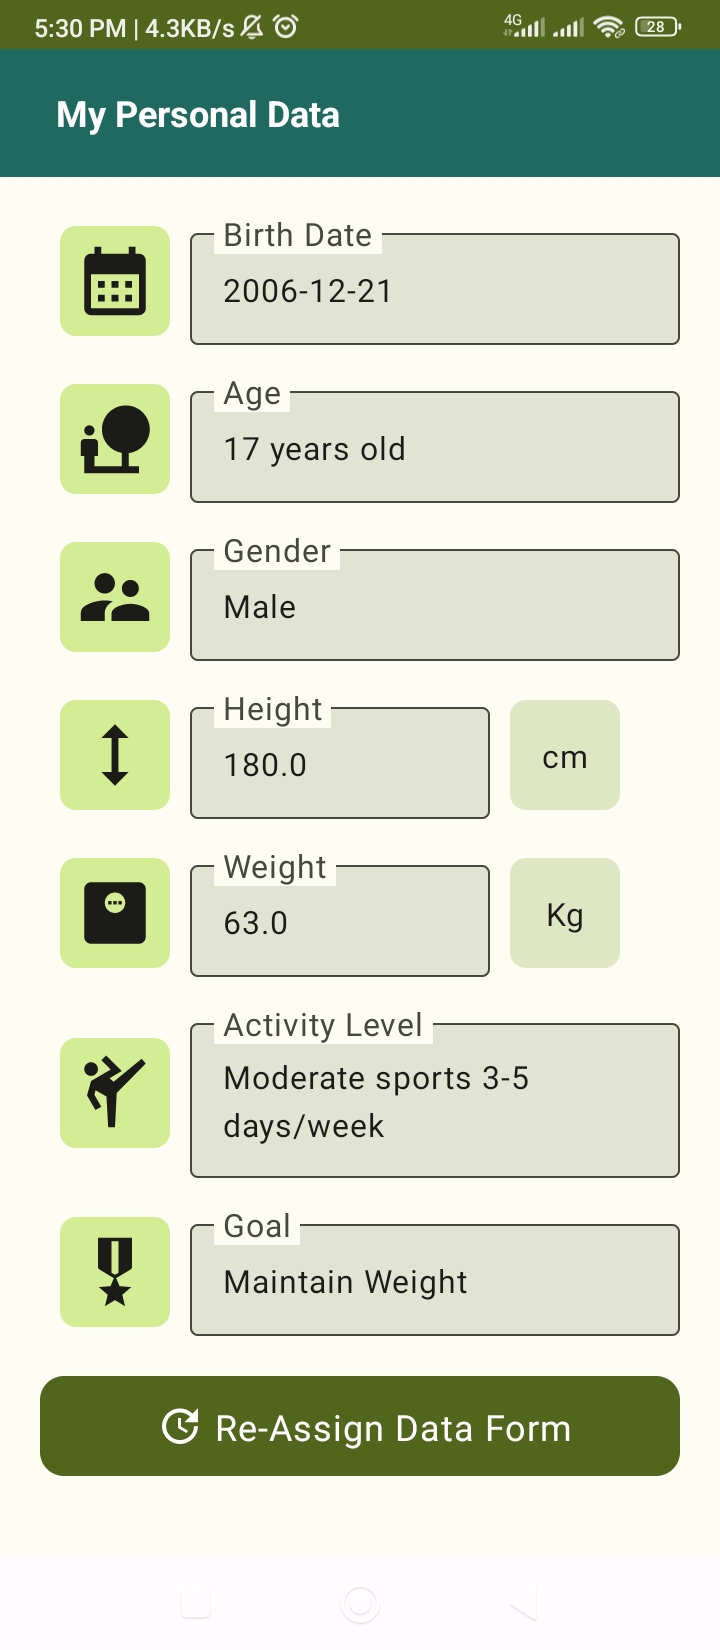 5:30 PM | 4.3KB/s 4G 28
My Personal Data
Birth Date
2006-12-21
Age
17 years old
Gender
Male
Height
180.0
cm
Weight
63.0
Kg
Activity Level
Moderate sports 3-5
days/week
Goal
Maintain Weight
Re-Assign Data Form